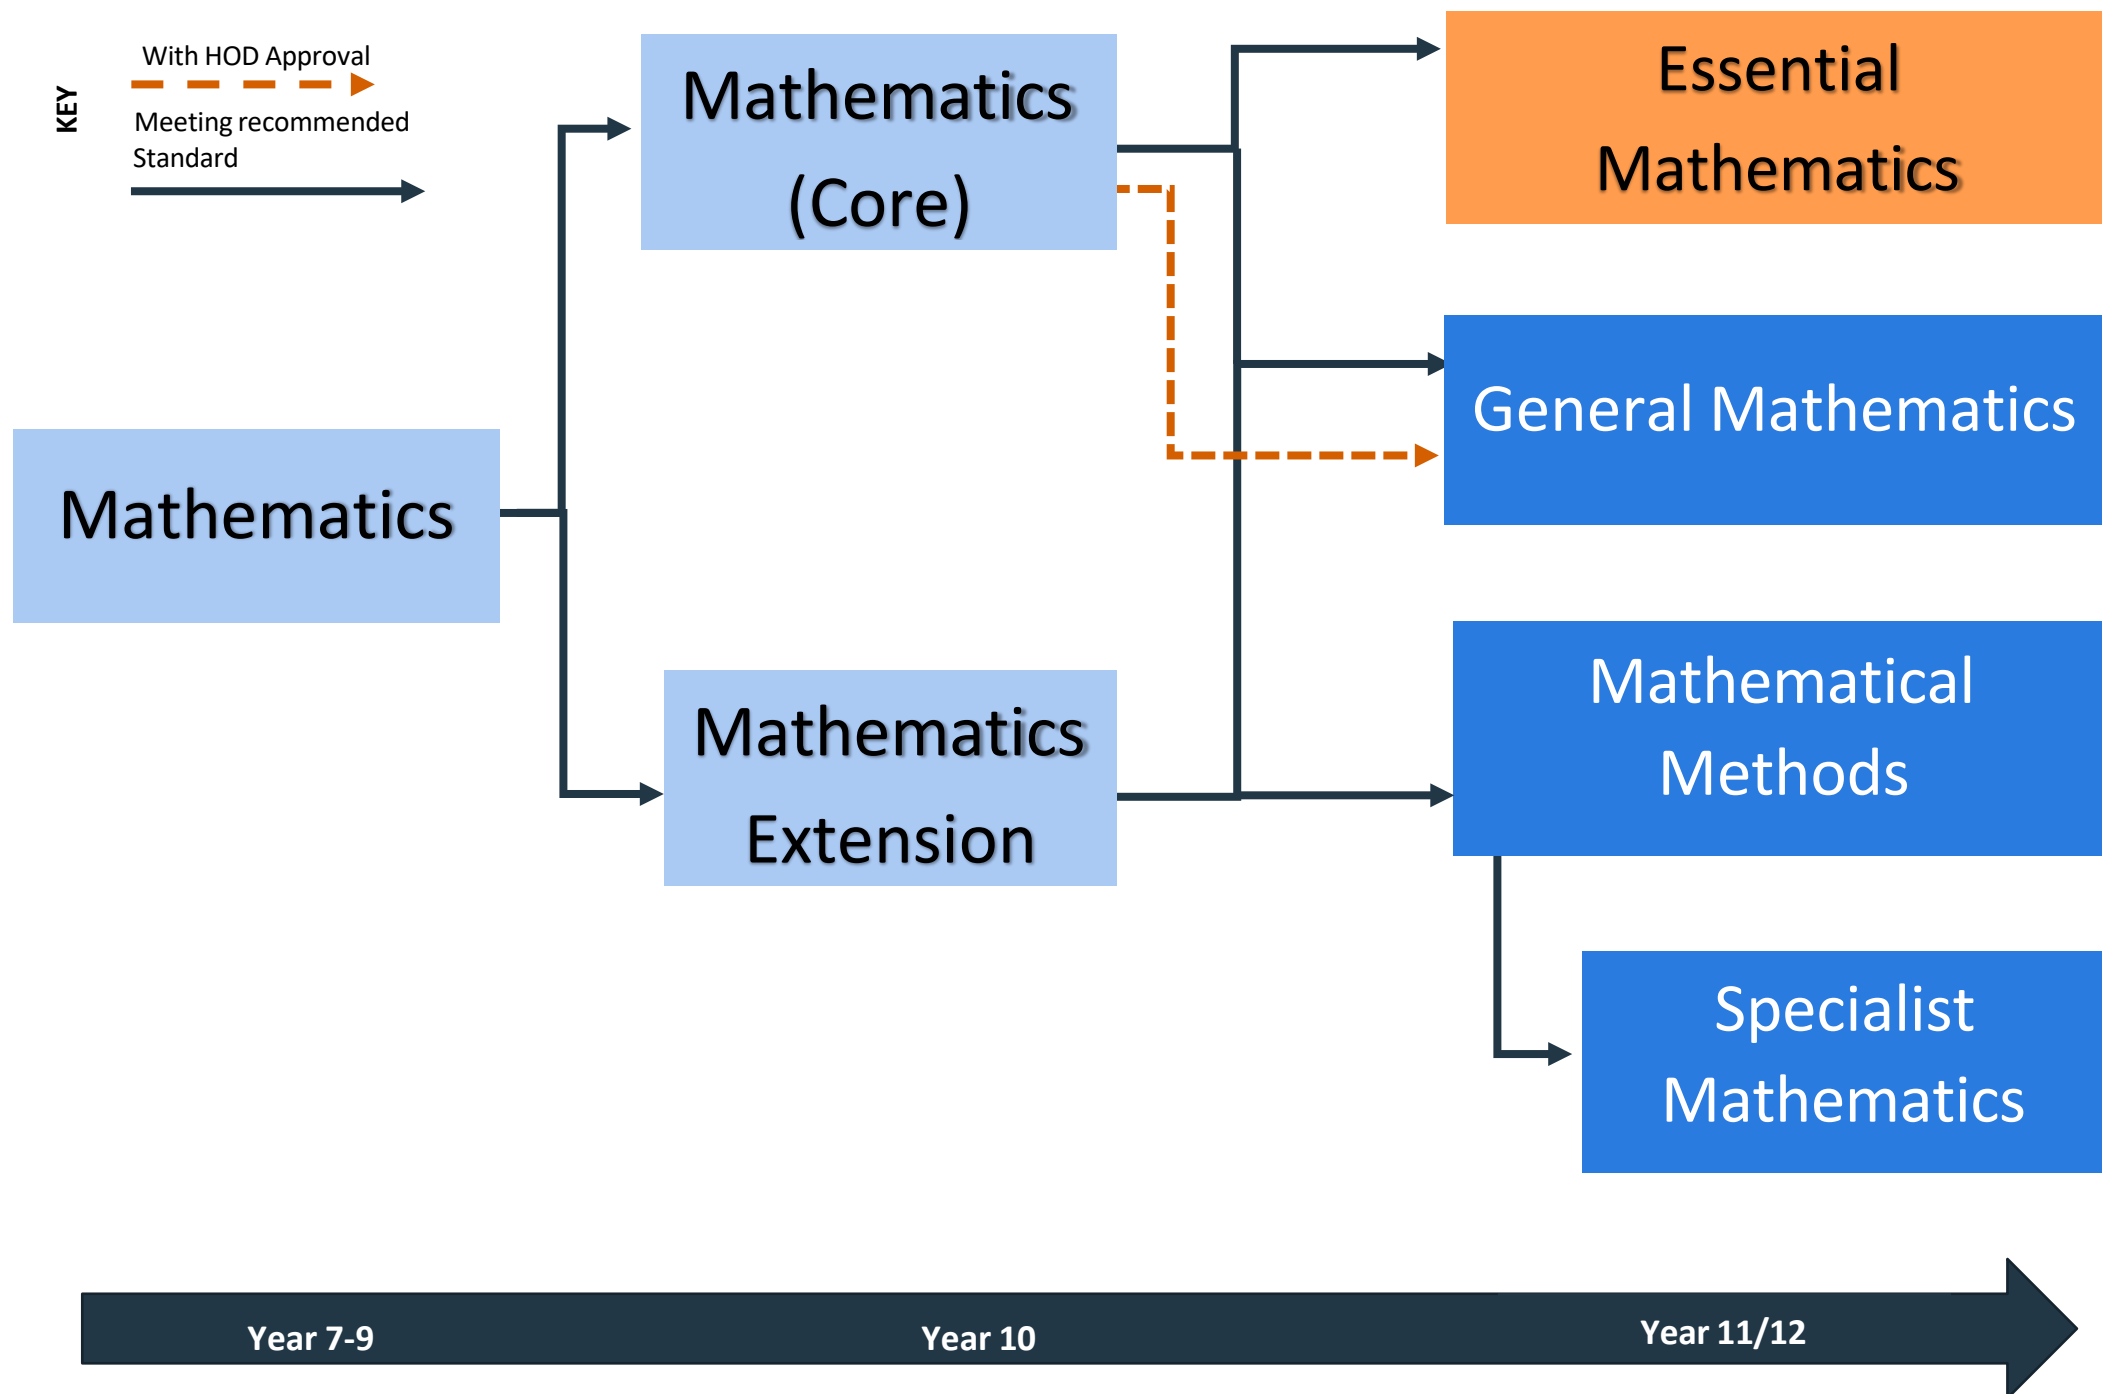 KEY
With HOD Approval
Meeting recommended
Standard
Mathematics
Mathematics
(Core)
Mathematics
Extension
Essential
Mathematics
General Mathematics
Mathematical
Methods
Specialist
Mathematics
Year 7-9
Year 10
Year 11/12